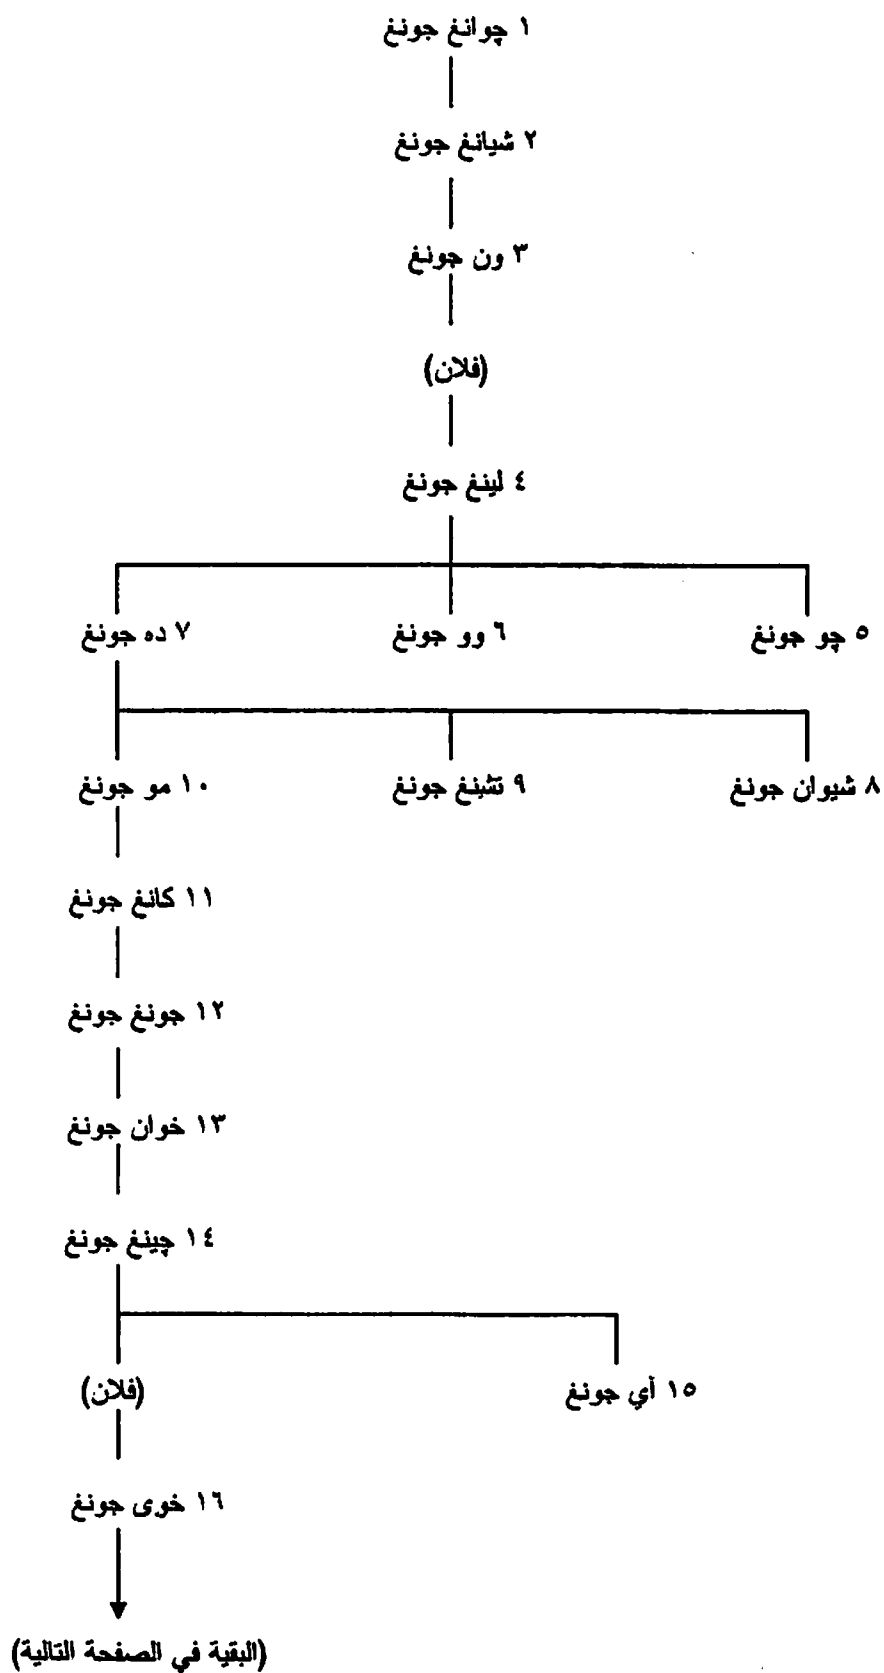 ١ چوانغ جونغ
٢ شيانغ جونغ
٣ ون جونغ
(فلان)
٤ لينغ جونغ
٥ چو جونغ
٦ وو جونغ
٧ ده جونغ
٨ شيوان جونغ
٩ تشينغ جونغ
١٠ مو جونغ
١١ كانغ جونغ
١٢ جونغ جونغ
١٣ خوان جونغ
١٤ چينغ جونغ
١٥ أي جونغ
(فلان)
١٦ خوى جونغ
(البقية في الصفحة التالية)